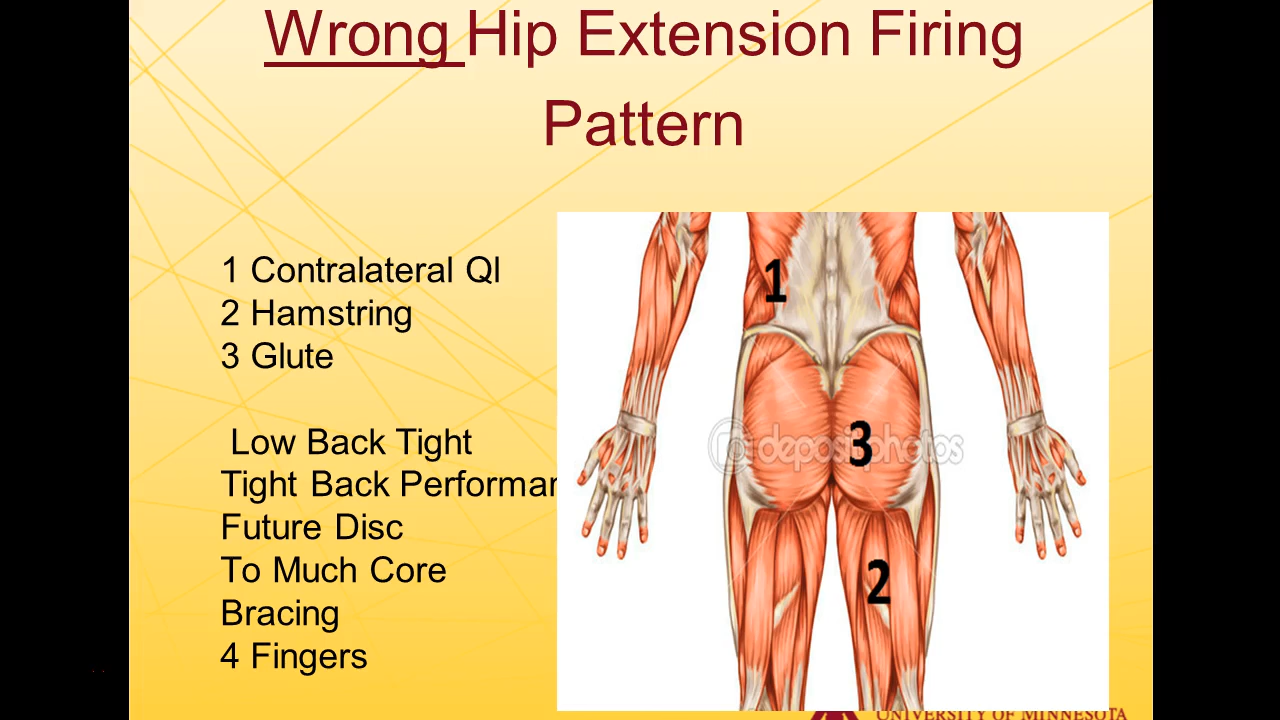 Wrong Hip Extension Firing
Pattern
1 Contralateral Ql
2 Hamstring
3 Glute
Low Back Tight
Tight Back Performan
Future Disc
To Much Core
Bracing
4 Fingers
1
depositphotos
3
2
UNIVERSITY OF MINNESOTA